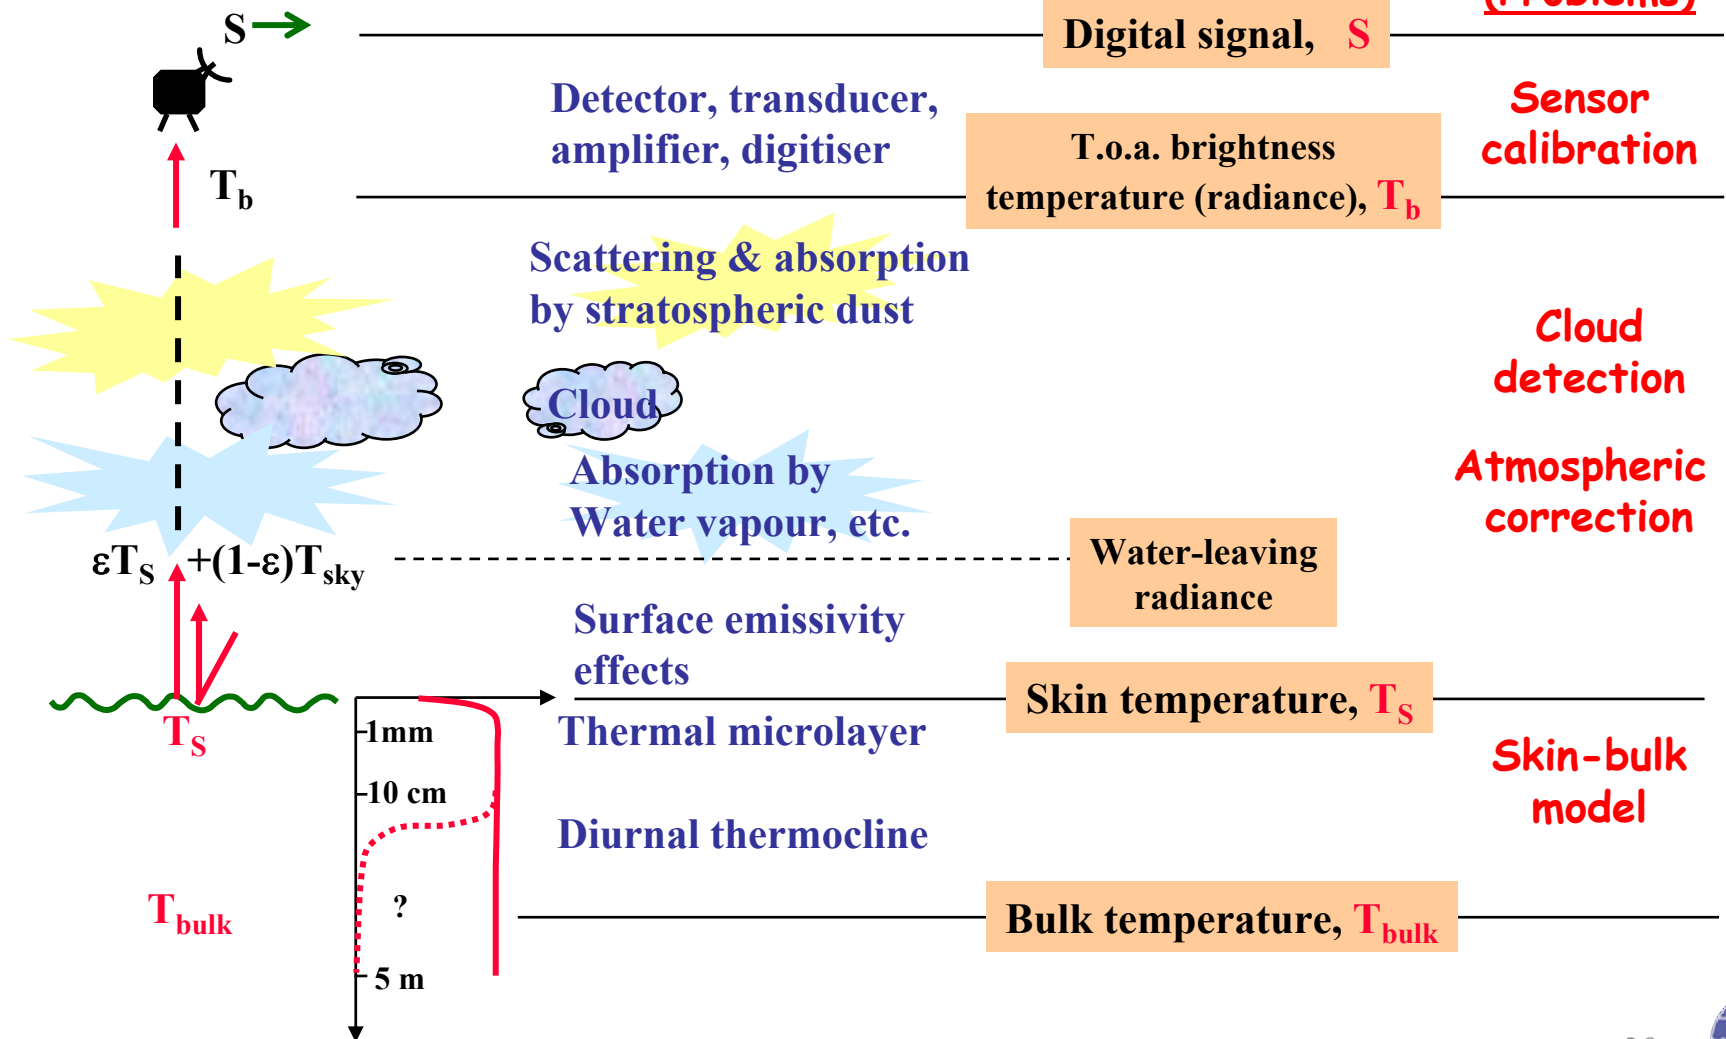 (Problems)
S
Digital signal, S
Detector, transducer,
amplifier, digitiser
Sensor
calibration
T.o.a. brightness
temperature (radiance), Tb
Tb
Scattering & absorption
by stratospheric dust
Cloud
detection
Cloud
Absorption by
Water vapour, etc.
Atmospheric
correction
εTS +(1-ε)Tsky
Water-leaving
radiance
Surface emissivity
effects
Skin temperature, TS
TS
1mm
Thermal microlayer
Skin-bulk
model
10 cm
Diurnal thermocline
Tbulk
?
Bulk temperature, Tbulk
5 m